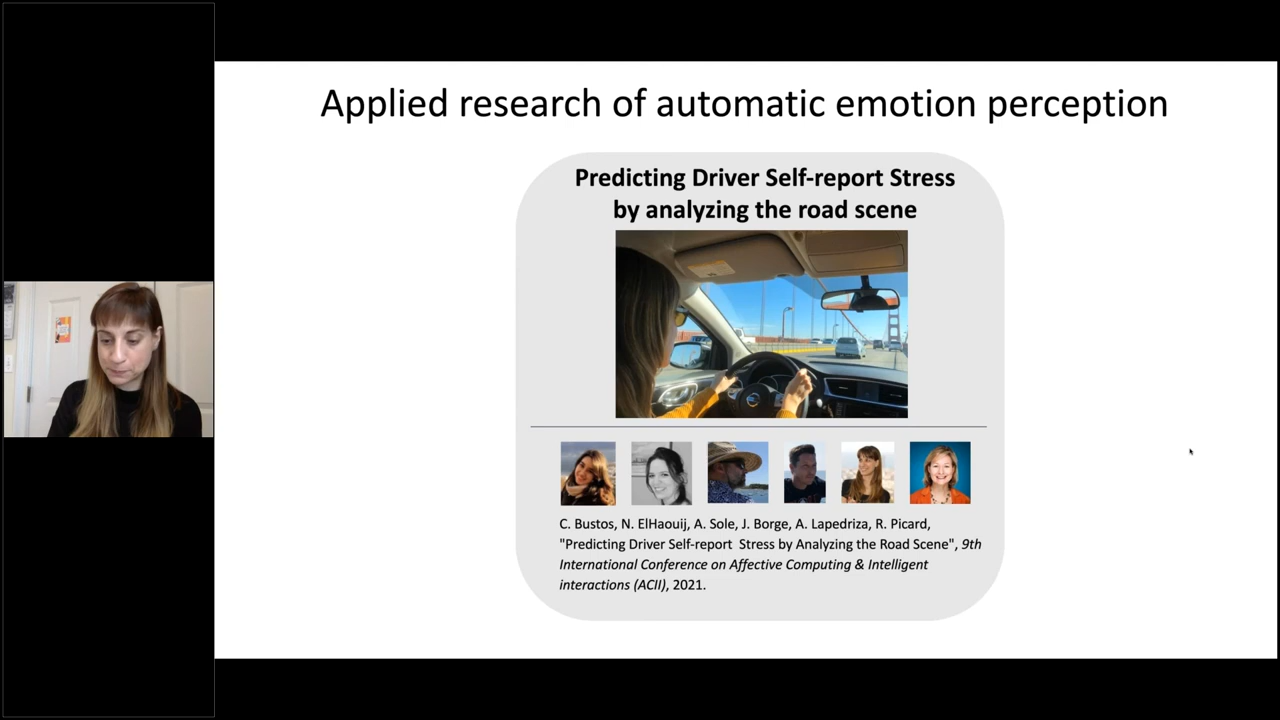 Applied research of automatic emotion perception
Predicting Driver Self-report Stress
by analyzing the road scene
C. Bustos, N. ElHaouij, A. Sole, J. Borge, A. Lapedriza, R. Picard,
"Predicting Driver Self-report Stress by Analyzing the Road Scene", 9th
International Conference on Affective Computing & Intelligent
interactions (ACII), 2021.